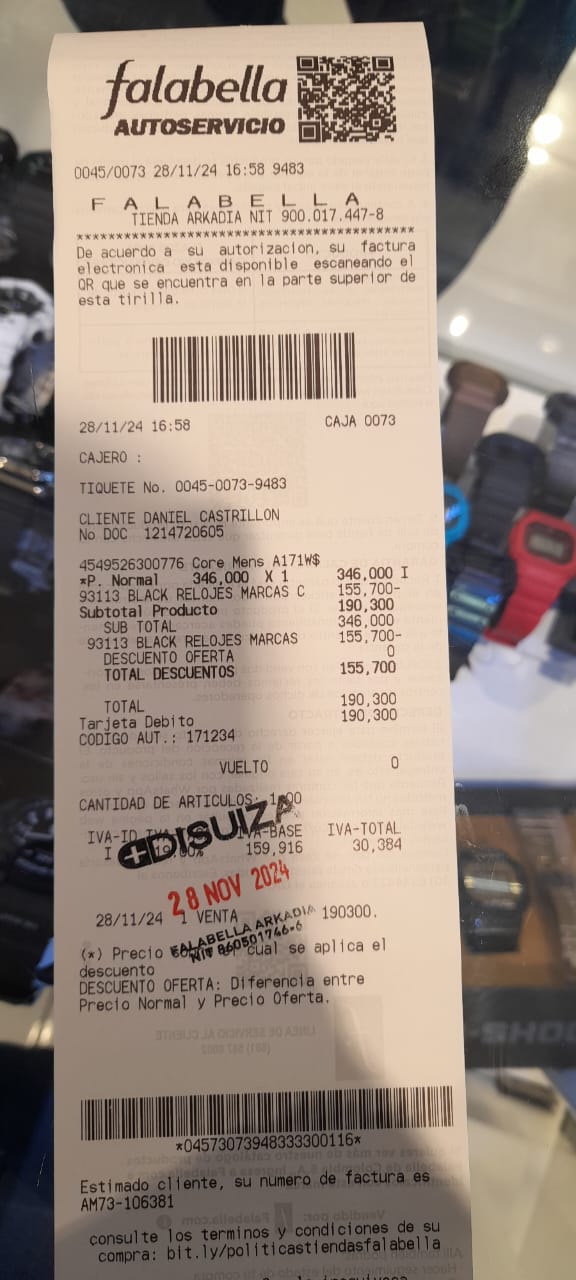 falabella
AUTOSERVICIO
0045/0073 28/11/24 16:58 9483
F A L A B E L L A
TIENDA ARKADIA NIT 900.017.447-8
****************************************
De acuerdo a su autorizacion, su factura
electronica esta disponible escaneando el
QR que se encuentra en la parte superior de
esta tirilla.
28/11/24 16:58 CAJA 0073
CAJERO :
TIQUETE No. 0045-0073-9483
CLIENTE DANIEL CASTRILLON
No DOC 1214720605
4549526300776 Core Mens A171W$
*P. Normal 346,000 X 1 346,000 I
93113 BLACK RELOJES MARCAS C 155,700-
Subtotal Producto 190,300
SUB TOTAL 346,000
93113 BLACK RELOJES MARCAS 155,700-
DESCUENTO OFERTA 0
TOTAL DESCUENTOS 155,700
TOTAL 190,300
Tarjeta Debito 190,300
CODIGO AUT.: 171234
VUELTO 0
CANTIDAD DE ARTICULOS: 1.00
IVA-ID IVA-BASE IVA-TOTAL
I 19.00% 159,916 30,384
DISUIZA
28 NOV 2024
28/11/24 1 VENTA 190300.
FALABELLA ARKADIA
NIT 860501746-6
(*) Precio cual se aplica el
descuento
DESCUENTO OFERTA: Diferencia entre
Precio Normal y Precio Oferta.
*04573073948333300116*
Estimado cliente, su numero de factura es
AM73-106381
consulte los terminos y condiciones de su
compra: bit.ly/politicastiendasfalabella